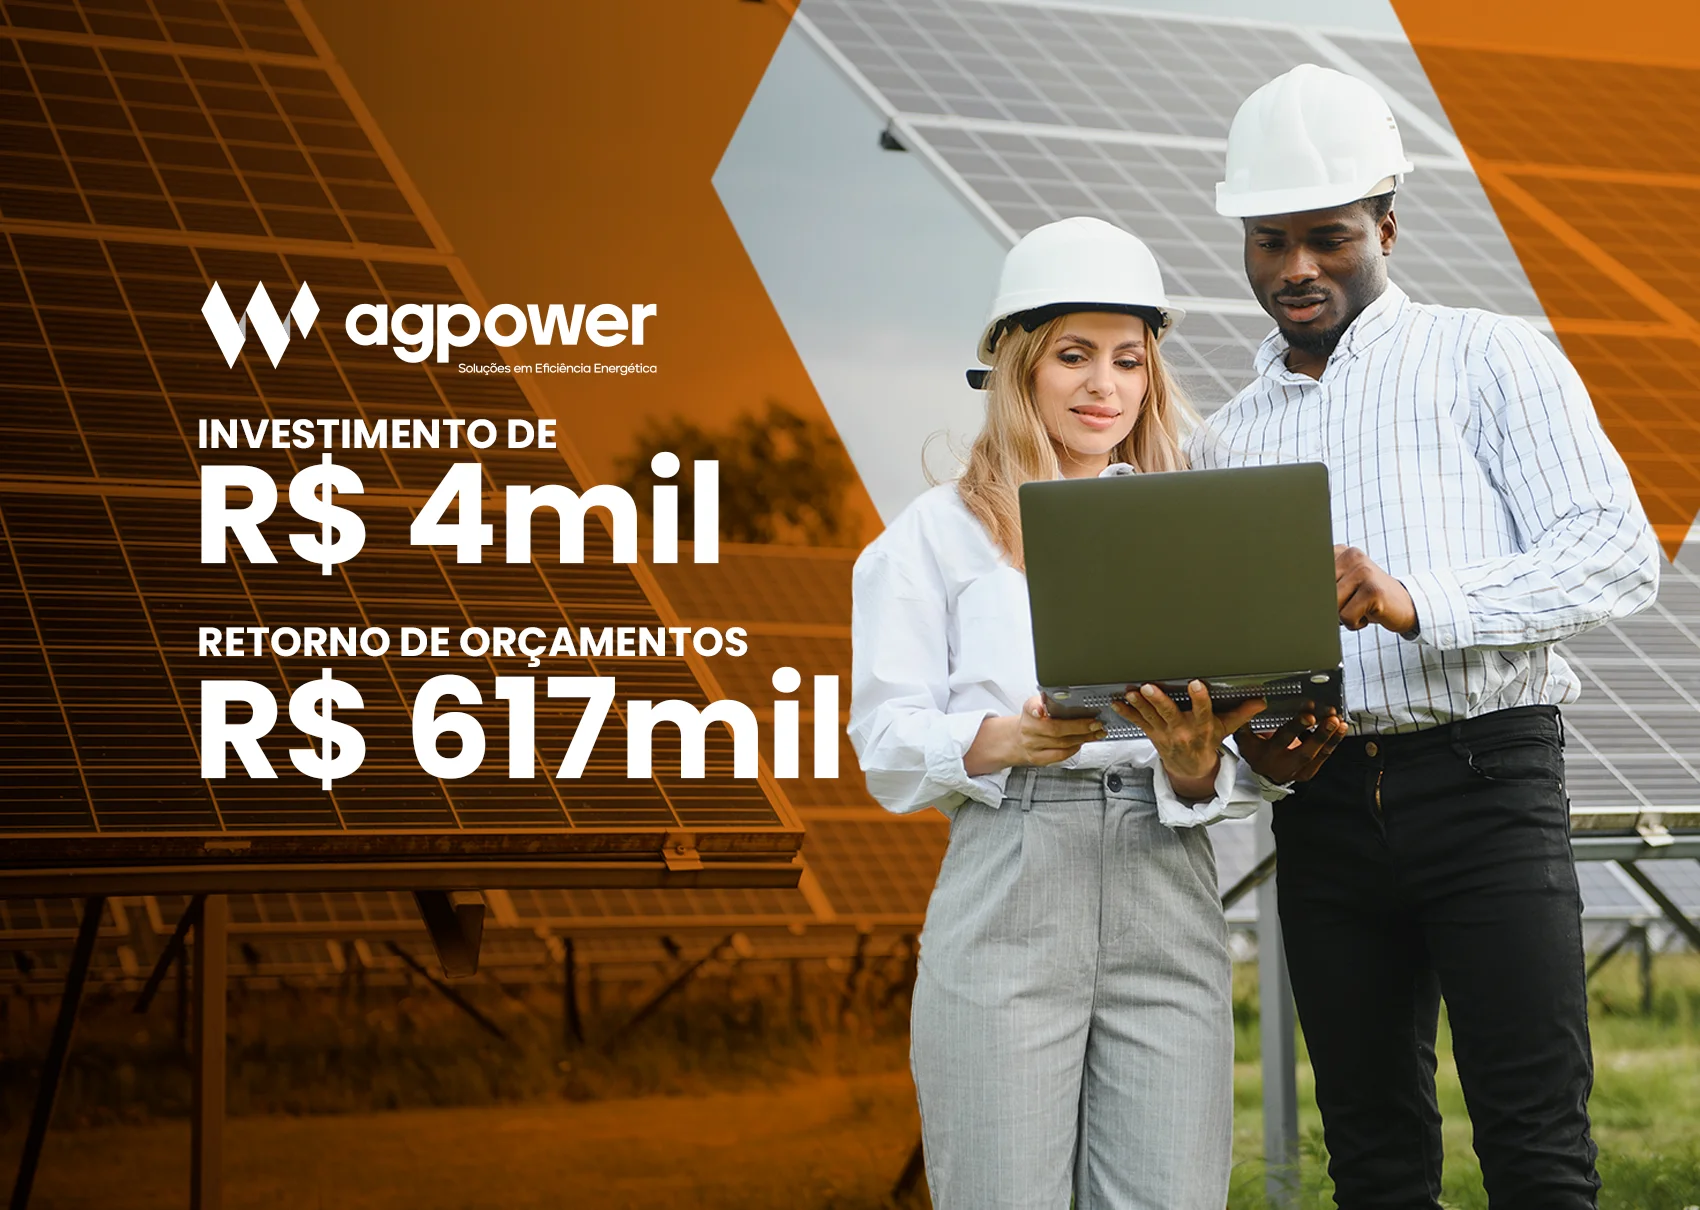 agpower
Soluções em Eficiência Energética
INVESTIMENTO DE
R$ 4mil
RETORNO DE ORÇAMENTOS
R$ 617mil